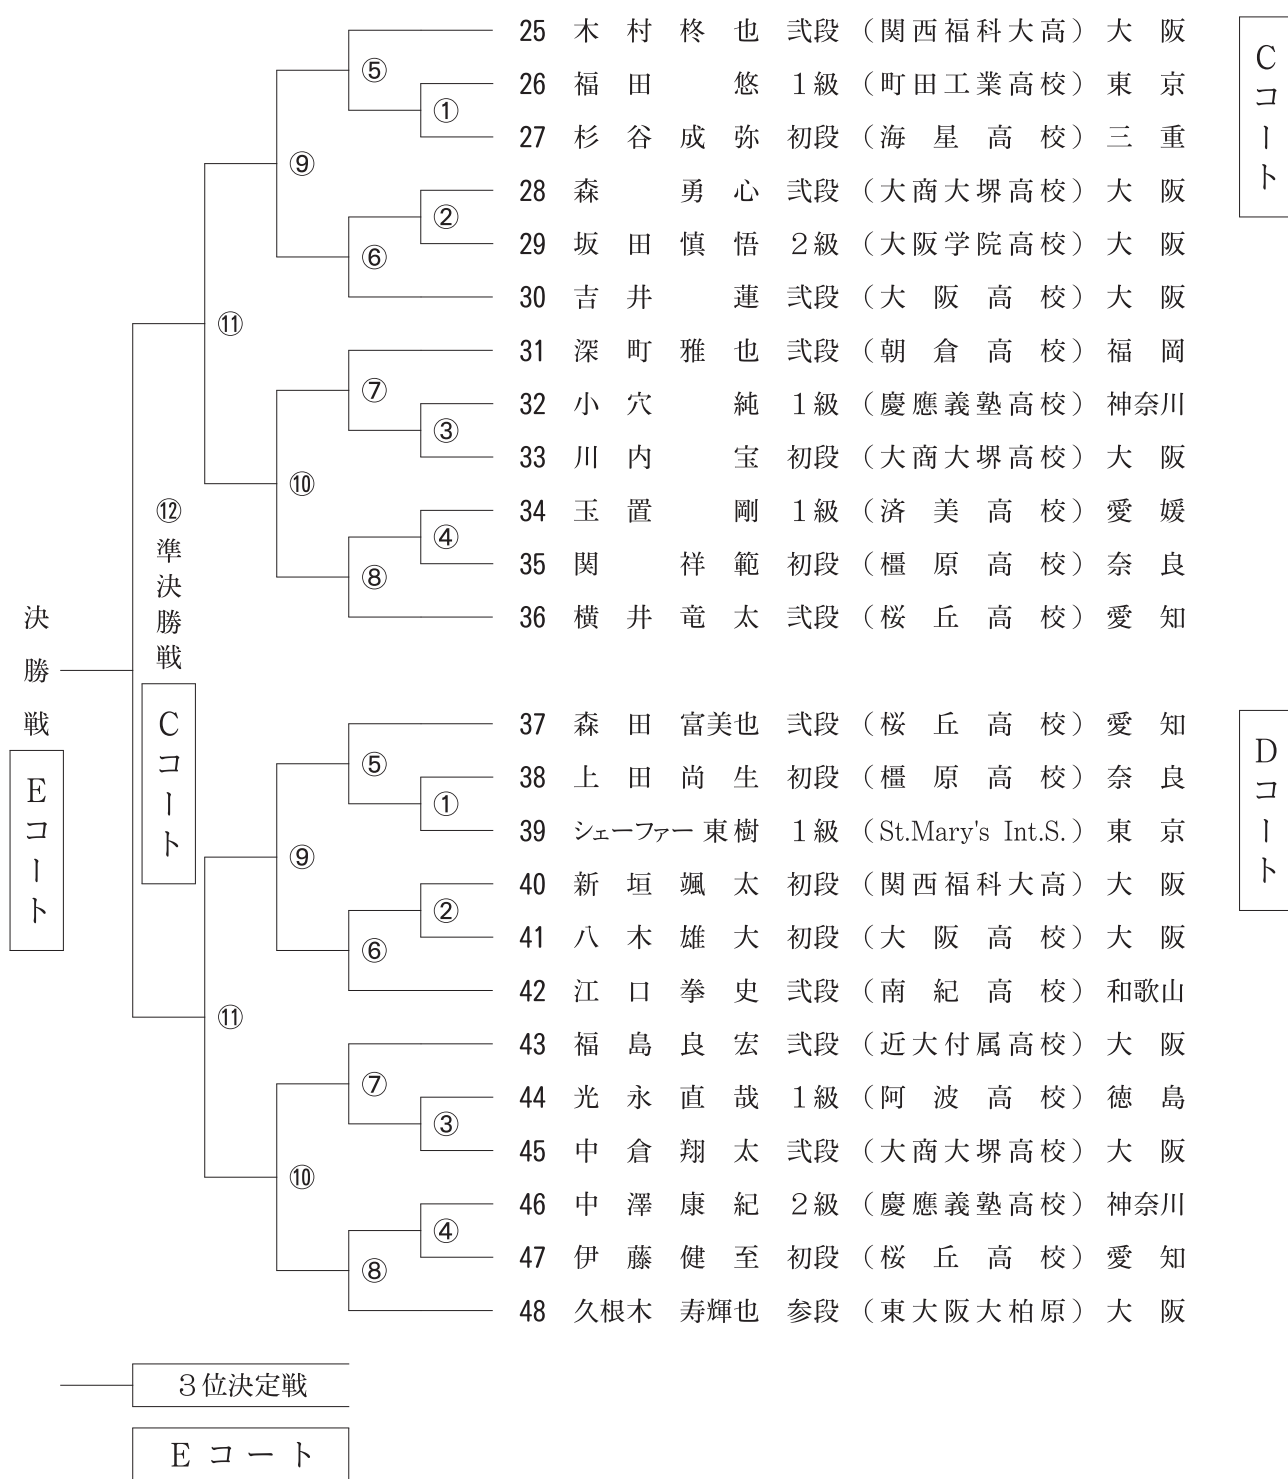 25 木村柊也 弐段 （関西福科大高） 大阪
26 福田悠 1級 （町田工業高校） 東京
27 杉谷成弥 初段 （海星高校） 三重
28 森勇心 弐段 （大商大堺高校） 大阪
29 坂田慎悟 2級 （大阪学院高校） 大阪
30 吉井蓮 弐段 （大阪高校） 大阪
31 深町雅也 弐段 （朝倉高校） 福岡
32 小穴純 1級 （慶應義塾高校） 神奈川
33 川内宝 初段 （大商大堺高校） 大阪
34 玉置剛 1級 （済美高校） 愛媛
35 関祥範 初段 （橿原高校） 奈良
36 横井竜太 弐段 （桜丘高校） 愛知
Cコート
⑤
①
⑨
②
⑥
⑪
⑦
③
⑩
④
⑧
⑫準決勝戦
Cコート
決勝戦
Eコート
37 森田富美也 弐段 （桜丘高校） 愛知
38 上田尚生 初段 （橿原高校） 奈良
39 シェーファー東樹 1級 （St.Mary's Int.S.） 東京
40 新垣颯太 初段 （関西福科大高） 大阪
41 八木雄大 初段 （大阪高校） 大阪
42 江口拳史 弐段 （南紀高校） 和歌山
43 福島良宏 弐段 （近大付属高校） 大阪
44 光永直哉 1級 （阿波高校） 徳島
45 中倉翔太 弐段 （大商大堺高校） 大阪
46 中澤康紀 2級 （慶應義塾高校） 神奈川
47 伊藤健至 初段 （桜丘高校） 愛知
48 久根木寿輝也 参段 （東大阪大柏原） 大阪
Dコート
⑤
①
⑨
②
⑥
⑪
⑦
③
⑩
④
⑧
3位決定戦
Eコート